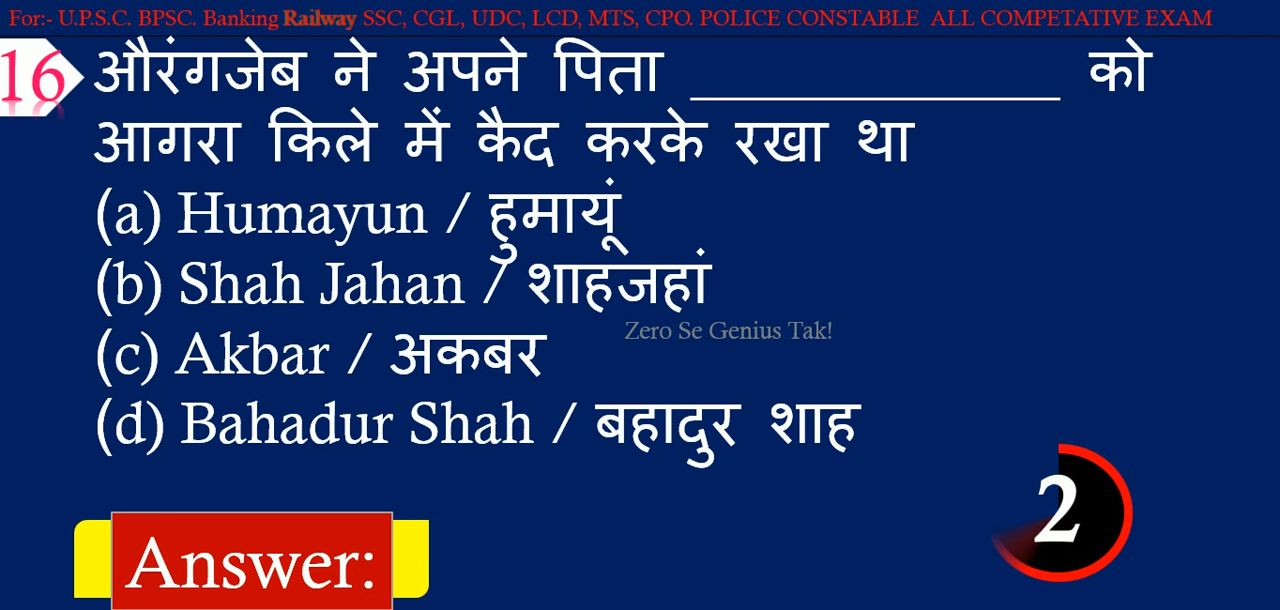 For:- U.P.S.C. BPSC. Banking Railway SSC, CGL, UDC, LCD, MTS, CPO. POLICE CONSTABLE ALL COMPETATIVE EXAM
16 औरंगजेब ने अपने पिता ______________ को
आगरा किले में कैद करके रखा था
(a) Humayun / हुमायूं
(b) Shah Jahan / शाहजहां
Zero Se Genius Tak!
(c) Akbar / अकबर
(d) Bahadur Shah / बहादुर शाह
2
Answer: